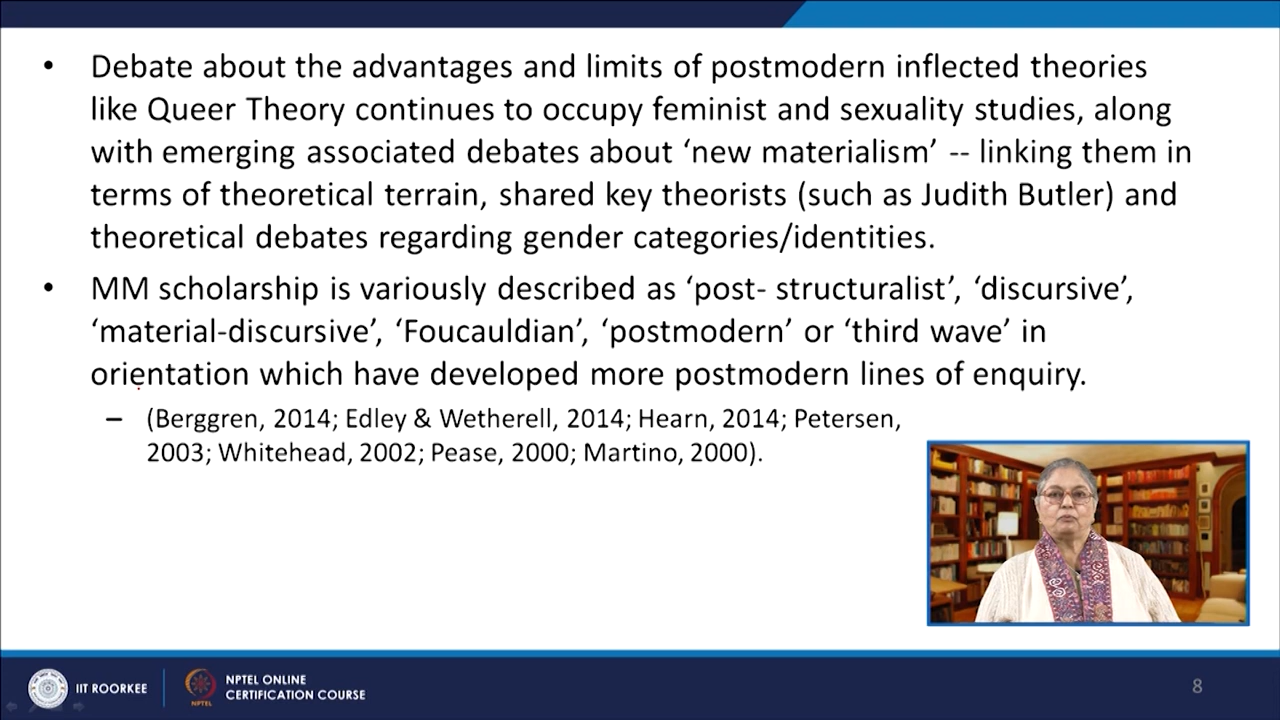 • Debate about the advantages and limits of postmodern inflected theories
like Queer Theory continues to occupy feminist and sexuality studies, along
with emerging associated debates about ‘new materialism’ -- linking them in
terms of theoretical terrain, shared key theorists (such as Judith Butler) and
theoretical debates regarding gender categories/identities.
• MM scholarship is variously described as ‘post- structuralist’, ‘discursive’,
‘material-discursive’, ‘Foucauldian’, ‘postmodern’ or ‘third wave’ in
orientation which have developed more postmodern lines of enquiry.
– (Berggren, 2014; Edley & Wetherell, 2014; Hearn, 2014; Petersen,
2003; Whitehead, 2002; Pease, 2000; Martino, 2000).
IIT ROORKEE
NPTEL
NPTEL ONLINE
CERTIFICATION COURSE
8